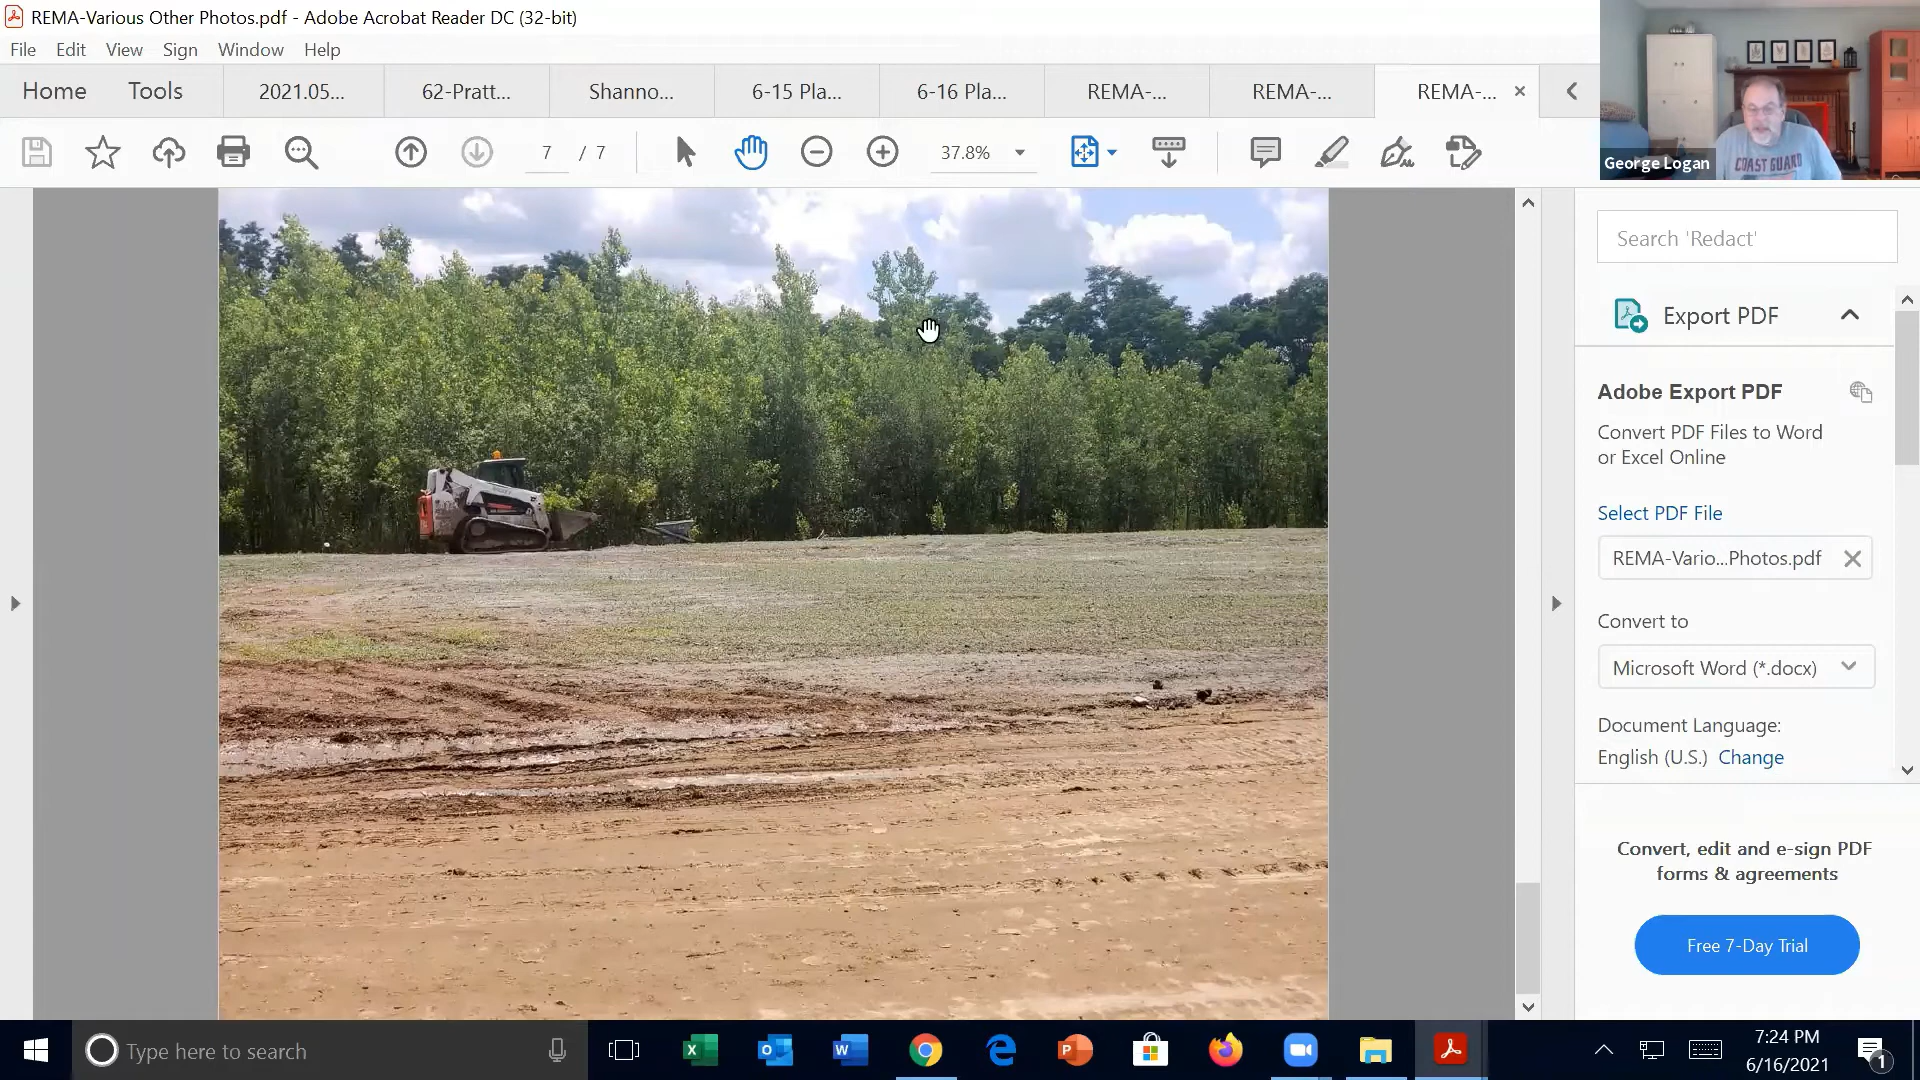 REMA-Various Other Photos.pdf - Adobe Acrobat Reader DC (32-bit)
File Edit View Sign Window Help
Home Tools 2021.05... 62-Pratt... Shanno... 6-15 Pla... 6-16 Pla... REMA-... REMA-... REMA-...
7 / 7 37.8%
COAST GUARD
George Logan
Search 'Redact'
Export PDF
Adobe Export PDF
Convert PDF Files to Word
or Excel Online
Select PDF File
REMA-Vario...Photos.pdf
Convert to
Microsoft Word (*.docx)
Document Language:
English (U.S.) Change
Convert, edit and e-sign PDF
forms & agreements
Free 7-Day Trial
Type here to search
7:24 PM
6/16/2021
1